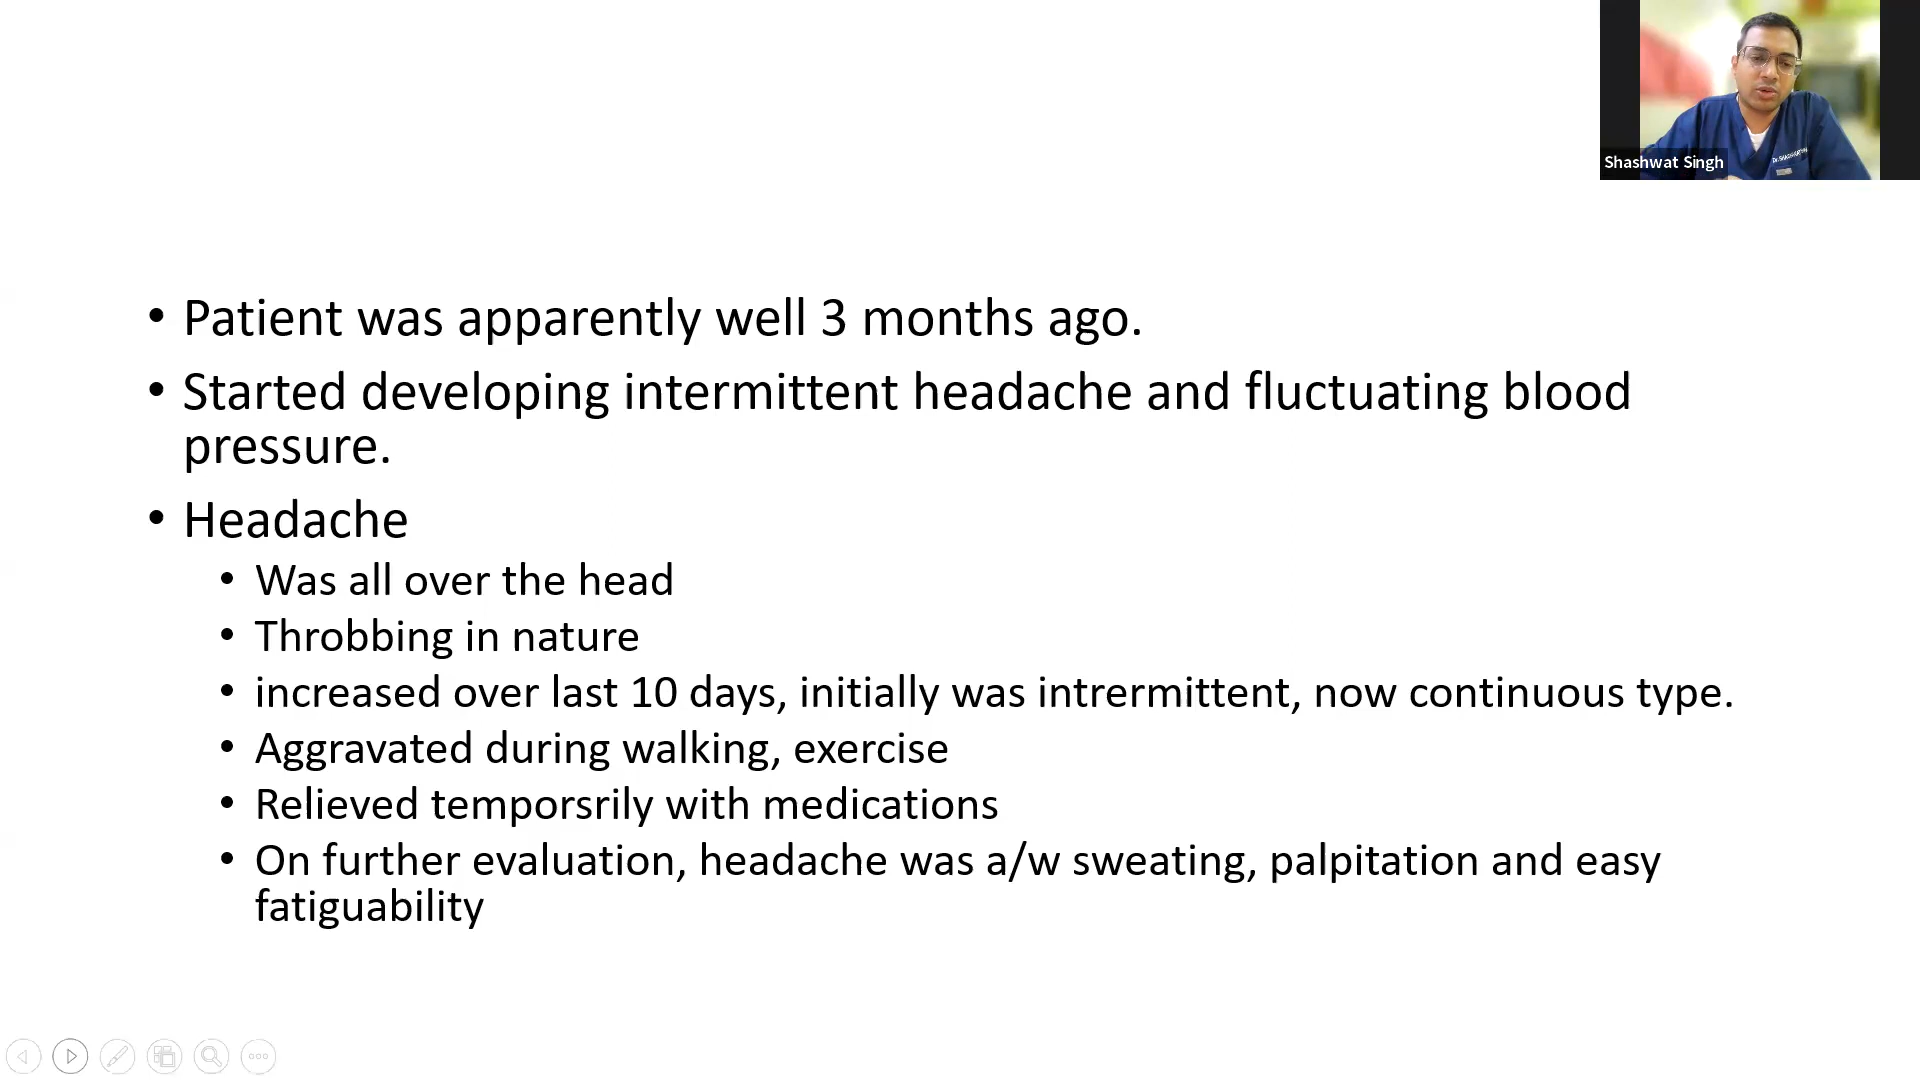 Shashwat Singh
• Patient was apparently well 3 months ago.
• Started developing intermittent headache and fluctuating blood
pressure.
• Headache
• Was all over the head
• Throbbing in nature
• increased over last 10 days, initially was intrermittent, now continuous type.
• Aggravated during walking, exercise
• Relieved temporsrily with medications
• On further evaluation, headache was a/w sweating, palpitation and easy
fatiguability